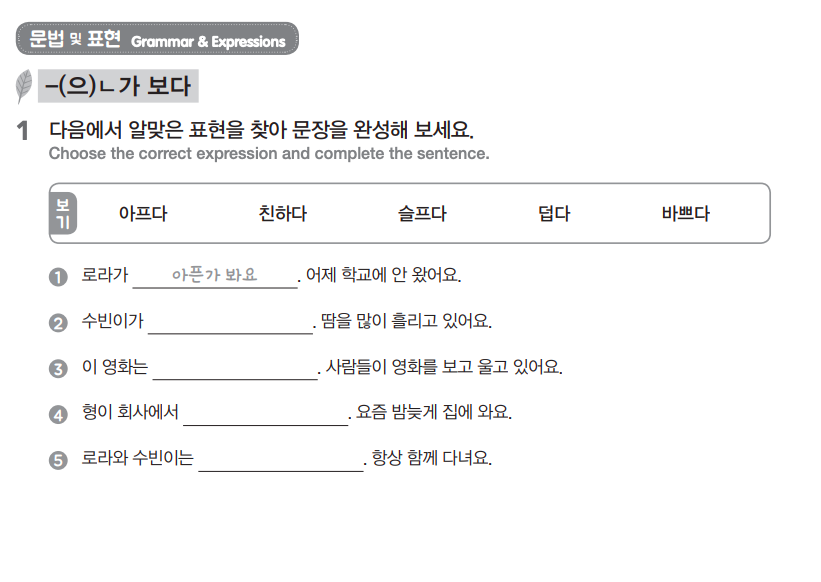 문법 및 표현 Grammar & Expressions
–(으)ㄴ가 보다
1 다음에서 알맞은 표현을 찾아 문장을 완성해 보세요.
Choose the correct expression and complete the sentence.
보기 아프다 친하다 슬프다 덥다 바쁘다
1 로라가 아픈가 봐요. 어제 학교에 안 왔어요.
2 수빈이가 . 땀을 많이 흘리고 있어요.
3 이 영화는 . 사람들이 영화를 보고 울고 있어요.
4 형이 회사에서 . 요즘 밤늦게 집에 와요.
5 로라와 수빈이는 . 항상 함께 다녀요.